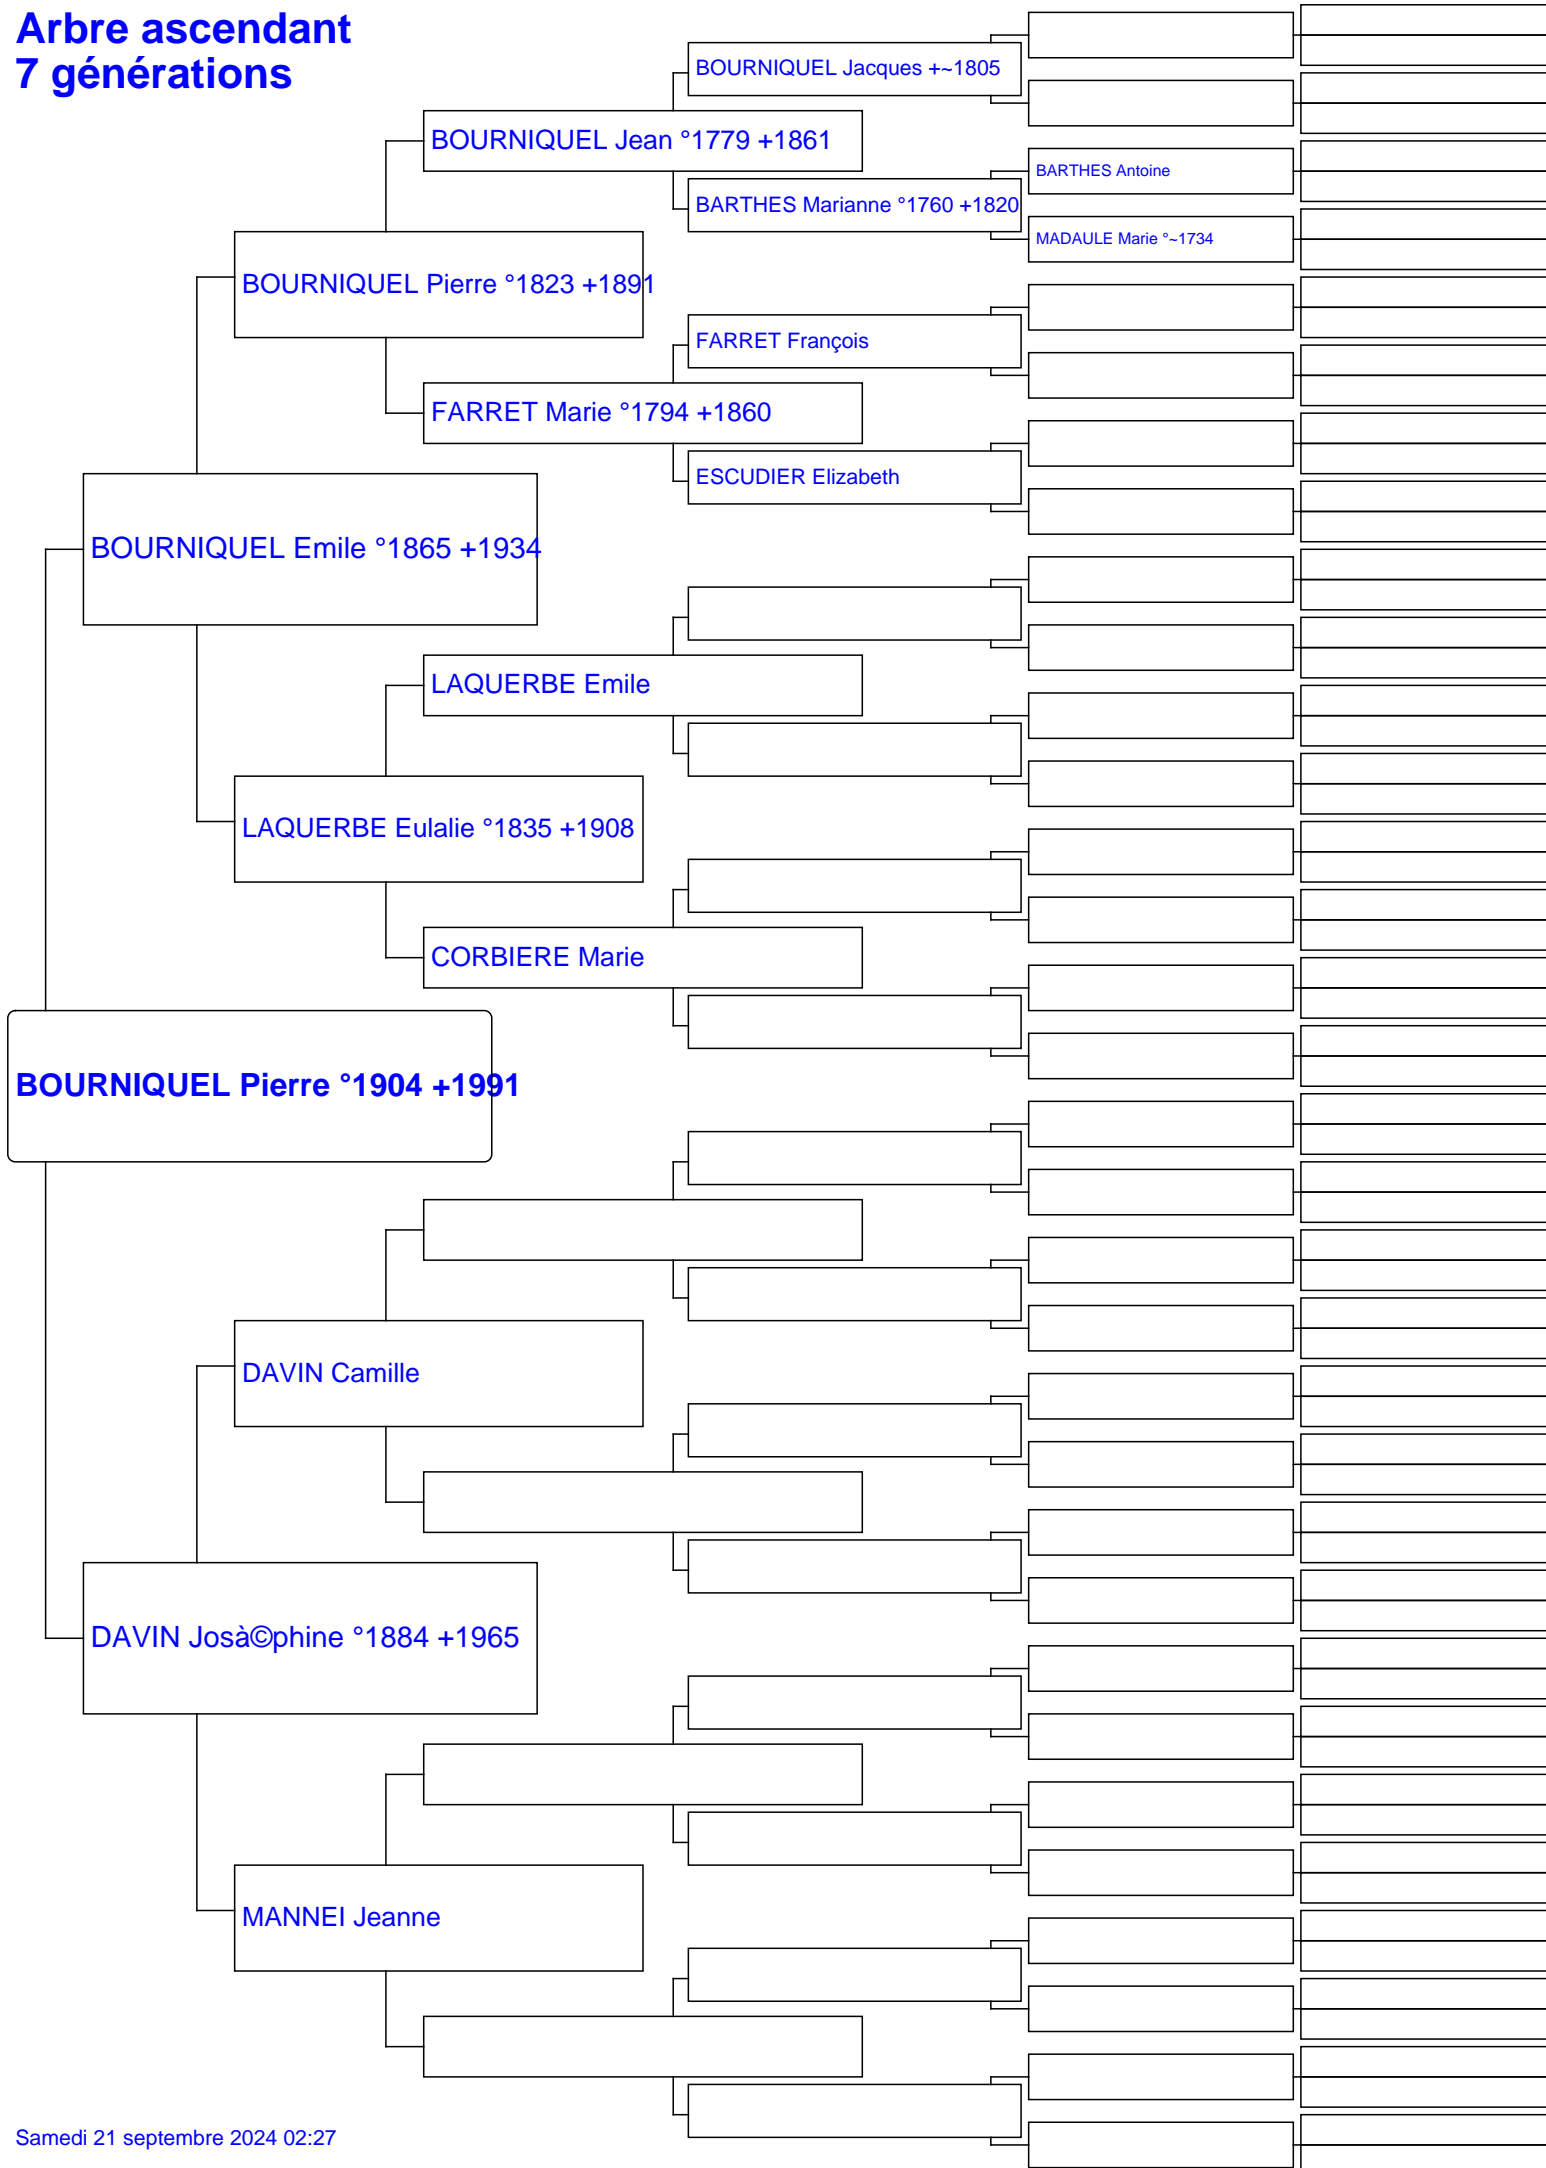 Arbre ascendant
7 générations
BOURNIQUEL Jacques +~1805
BOURNIQUEL Jean °1779 +1861
BARTHES Antoine
BARTHES Marianne °1760 +1820
MADAULE Marie °~1734
BOURNIQUEL Pierre °1823 +1891
FARRET François
FARRET Marie °1794 +1860
ESCUDIER Elizabeth
BOURNIQUEL Emile °1865 +1934
LAQUERBE Emile
LAQUERBE Eulalie °1835 +1908
CORBIERE Marie
BOURNIQUEL Pierre °1904 +1991
DAVIN Camille
DAVIN Josà©phine °1884 +1965
MANNEI Jeanne
Samedi 21 septembre 2024 02:27